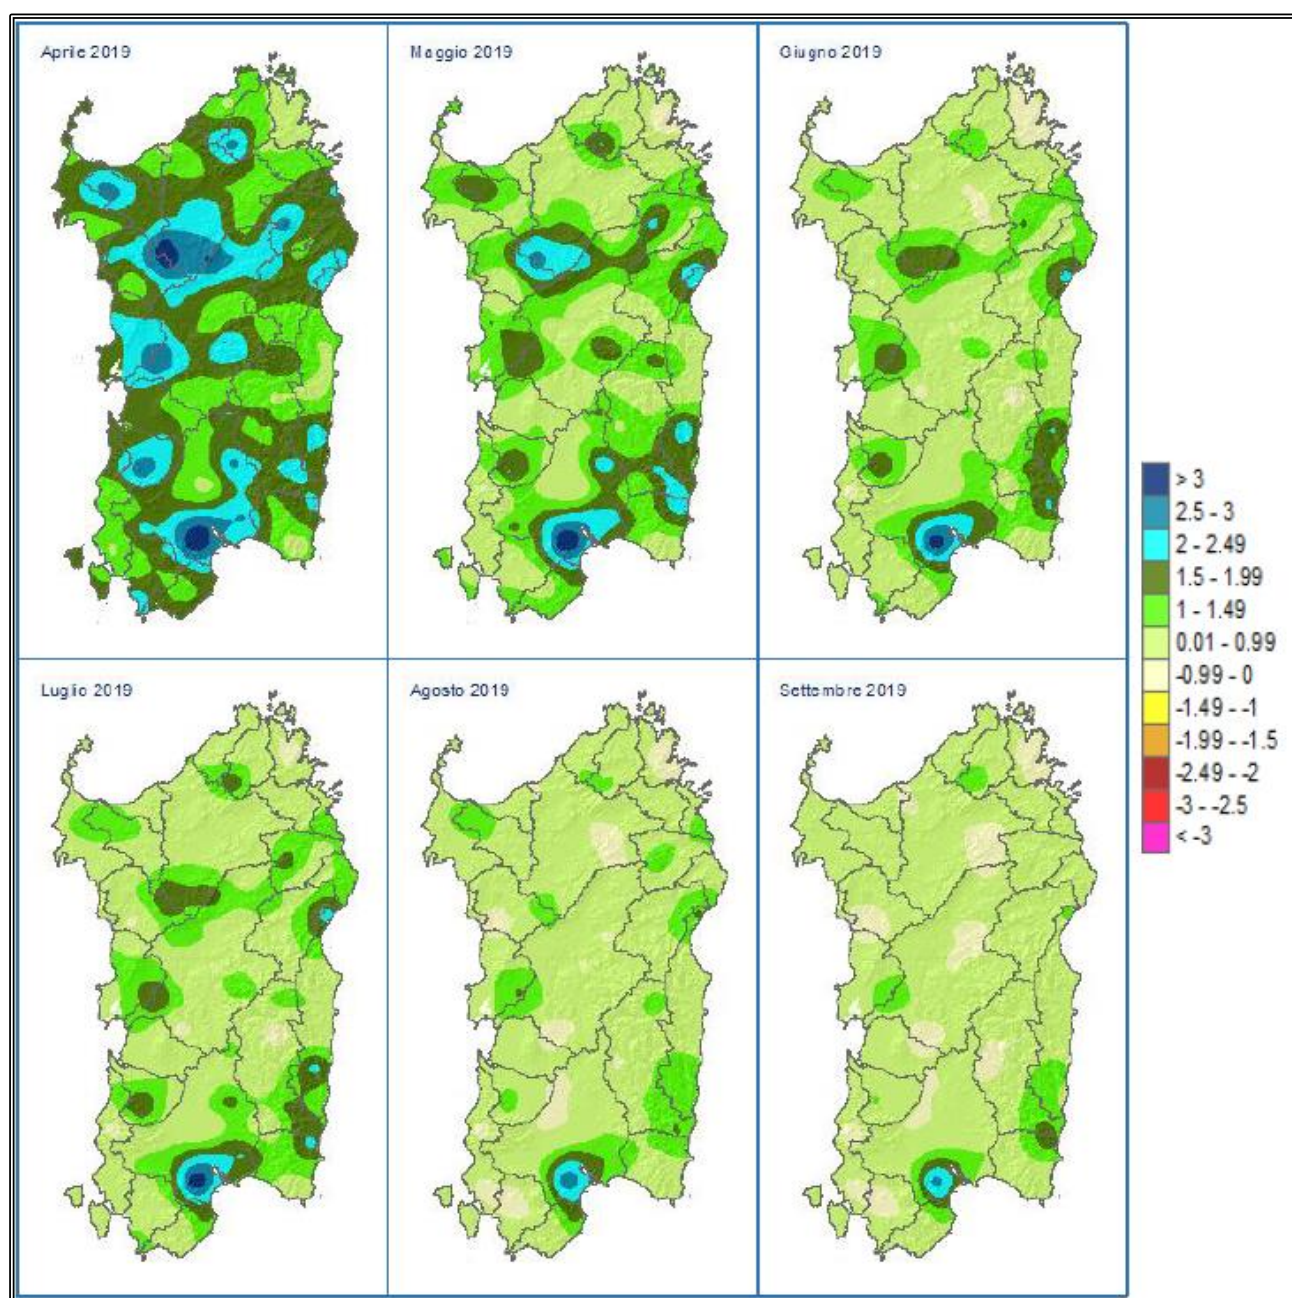 Aprile 2019
Maggio 2019
Giugno 2019
> 3
2.5 - 3
2 - 2.49
1.5 - 1.99
1 - 1.49
0.01 - 0.99
-0.99 - 0
-1.49 - -1
-1.99 - -1.5
-2.49 - -2
-3 - -2.5
< -3
Luglio 2019
Agosto 2019
Settembre 2019